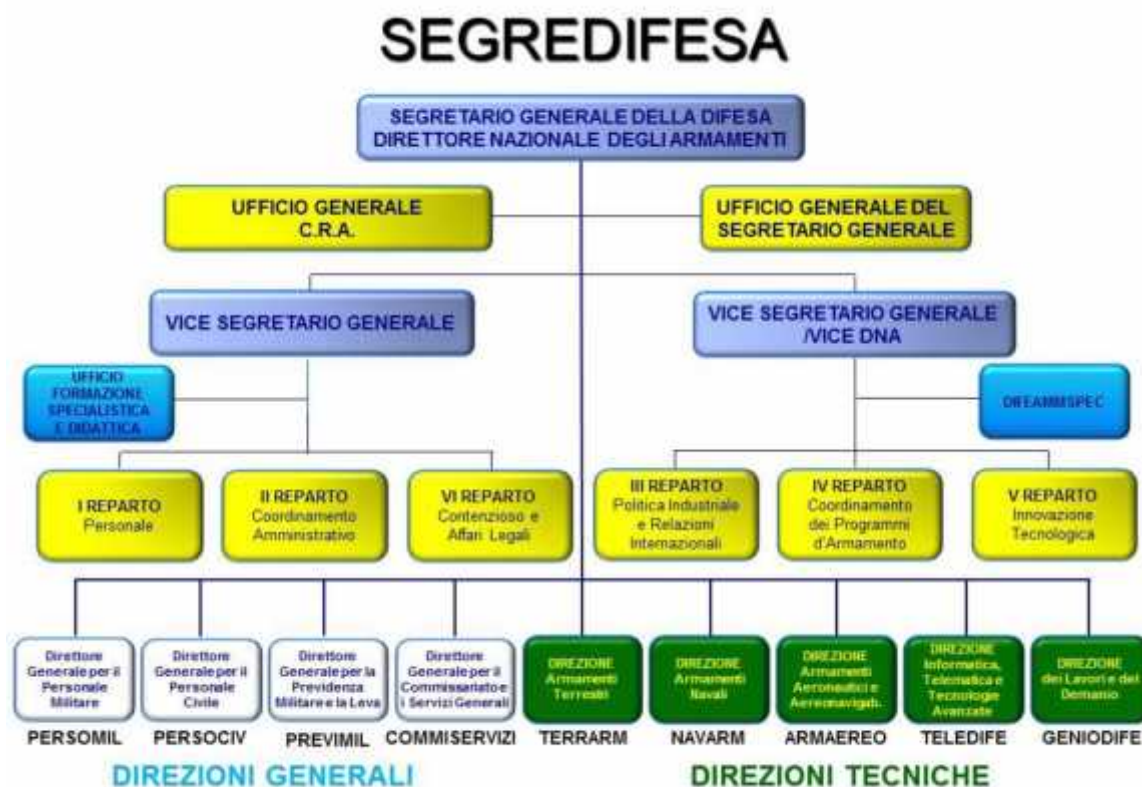 SEGREDIFESA
SEGRETARIO GENERALE DELLA DIFESA
DIRETTORE NAZIONALE DEGLI ARMAMENTI
UFFICIO GENERALE
C.R.A.
UFFICIO GENERALE DEL
SEGRETARIO GENERALE
VICE SEGRETARIO GENERALE
VICE SEGRETARIO GENERALE
/VICE DNA
UFFICIO
FORMAZIONE
SPECIALISTICA
E DIDATTICA
DIFEAMMSPEC
I REPARTO
Personale
II REPARTO
Coordinamento
Amministrativo
VI REPARTO
Contenzioso e
Affari Legali
III REPARTO
Politica Industriale
e Relazioni
Internazionali
IV REPARTO
Coordinamento
dei Programmi
d'Armamento
V REPARTO
Innovazione
Tecnologica
Direttore
Generale per il
Personale
Militare
Direttore
Generale per il
Personale
Civile
Direttore
Generale per la
Previdenza
Militare e la Leva
Direttore
Generale per il
Commissariato e
i Servizi Generali
DIREZIONE
Armamenti
Terrestri
DIREZIONE
Armamenti
Navali
DIREZIONE
Armamenti
Aeronautici e
Aereonavigab.
DIREZIONE
Informatica,
Telematica e
Tecnologie
Avanzate
DIREZIONE
dei Lavori e del
Demanio
PERSOMIL
PERSOCIV
PREVIMIL
COMMISERVIZI
TERRARM
NAVARM
ARMAEREO
TELEDIFE
GENIODIFE
DIREZIONI GENERALI
DIREZIONI TECNICHE